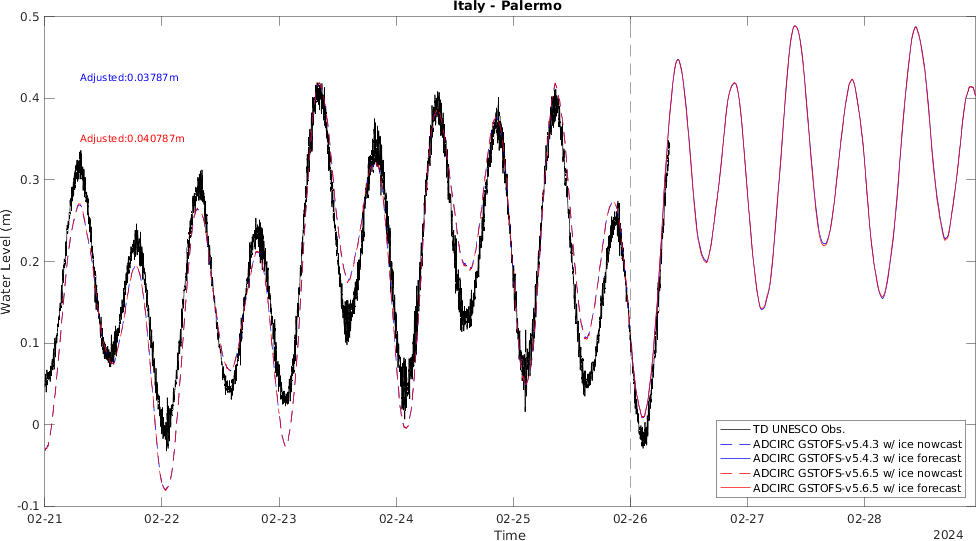 Italy - Palermo
0.5
0.4
0.3
0.2
0.1
0
-0.1
Water Level (m)
Adjusted:0.03787m
Adjusted:0.040787m
TD UNESCO Obs.
ADCIRC GSTOFS-v5.4.3 w/ ice nowcast
ADCIRC GSTOFS-v5.4.3 w/ ice forecast
ADCIRC GSTOFS-v5.6.5 w/ ice nowcast
ADCIRC GSTOFS-v5.6.5 w/ ice forecast
02-21 02-22 02-23 02-24 02-25 02-26 02-27 02-28
Time
2024